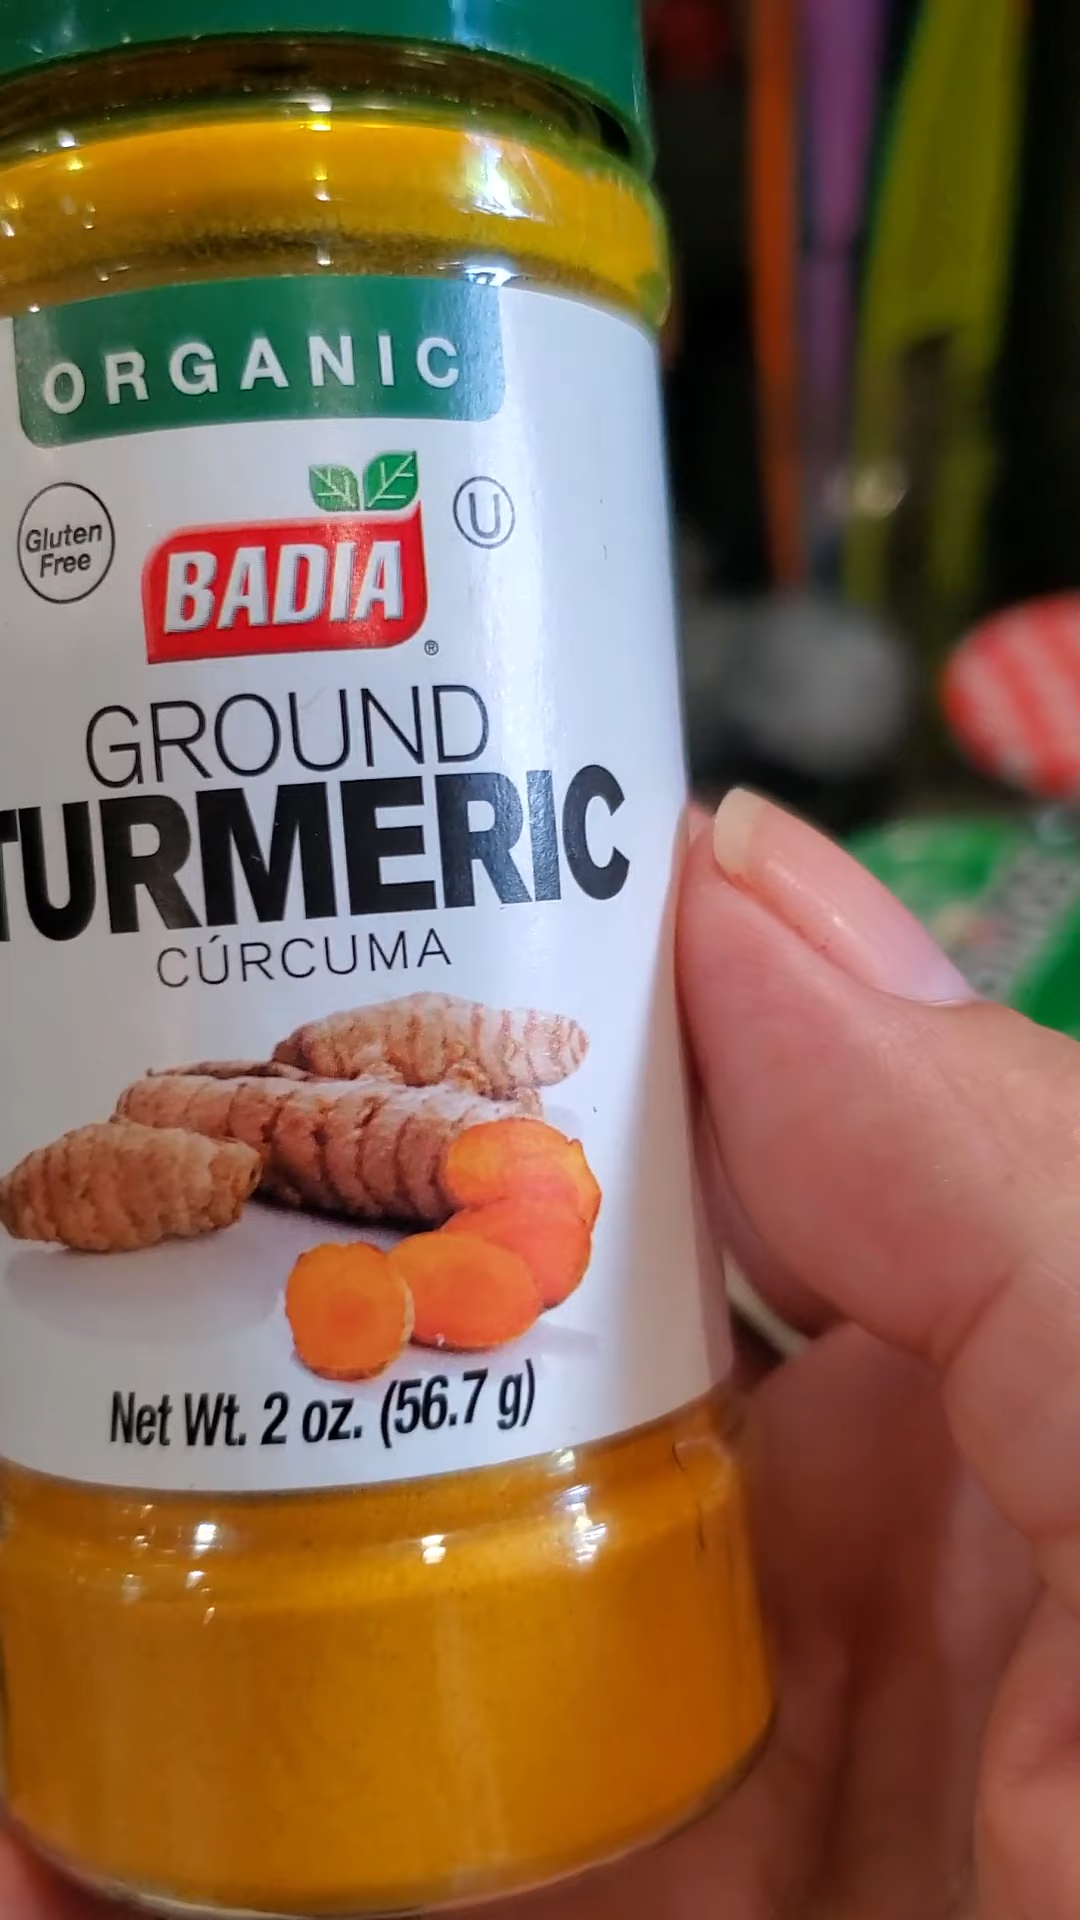 ORGANIC
Gluten
Free
BADIA
®
U
GROUND
TURMERIC
CÚRCUMA
Net Wt. 2 oz. (56.7 g)